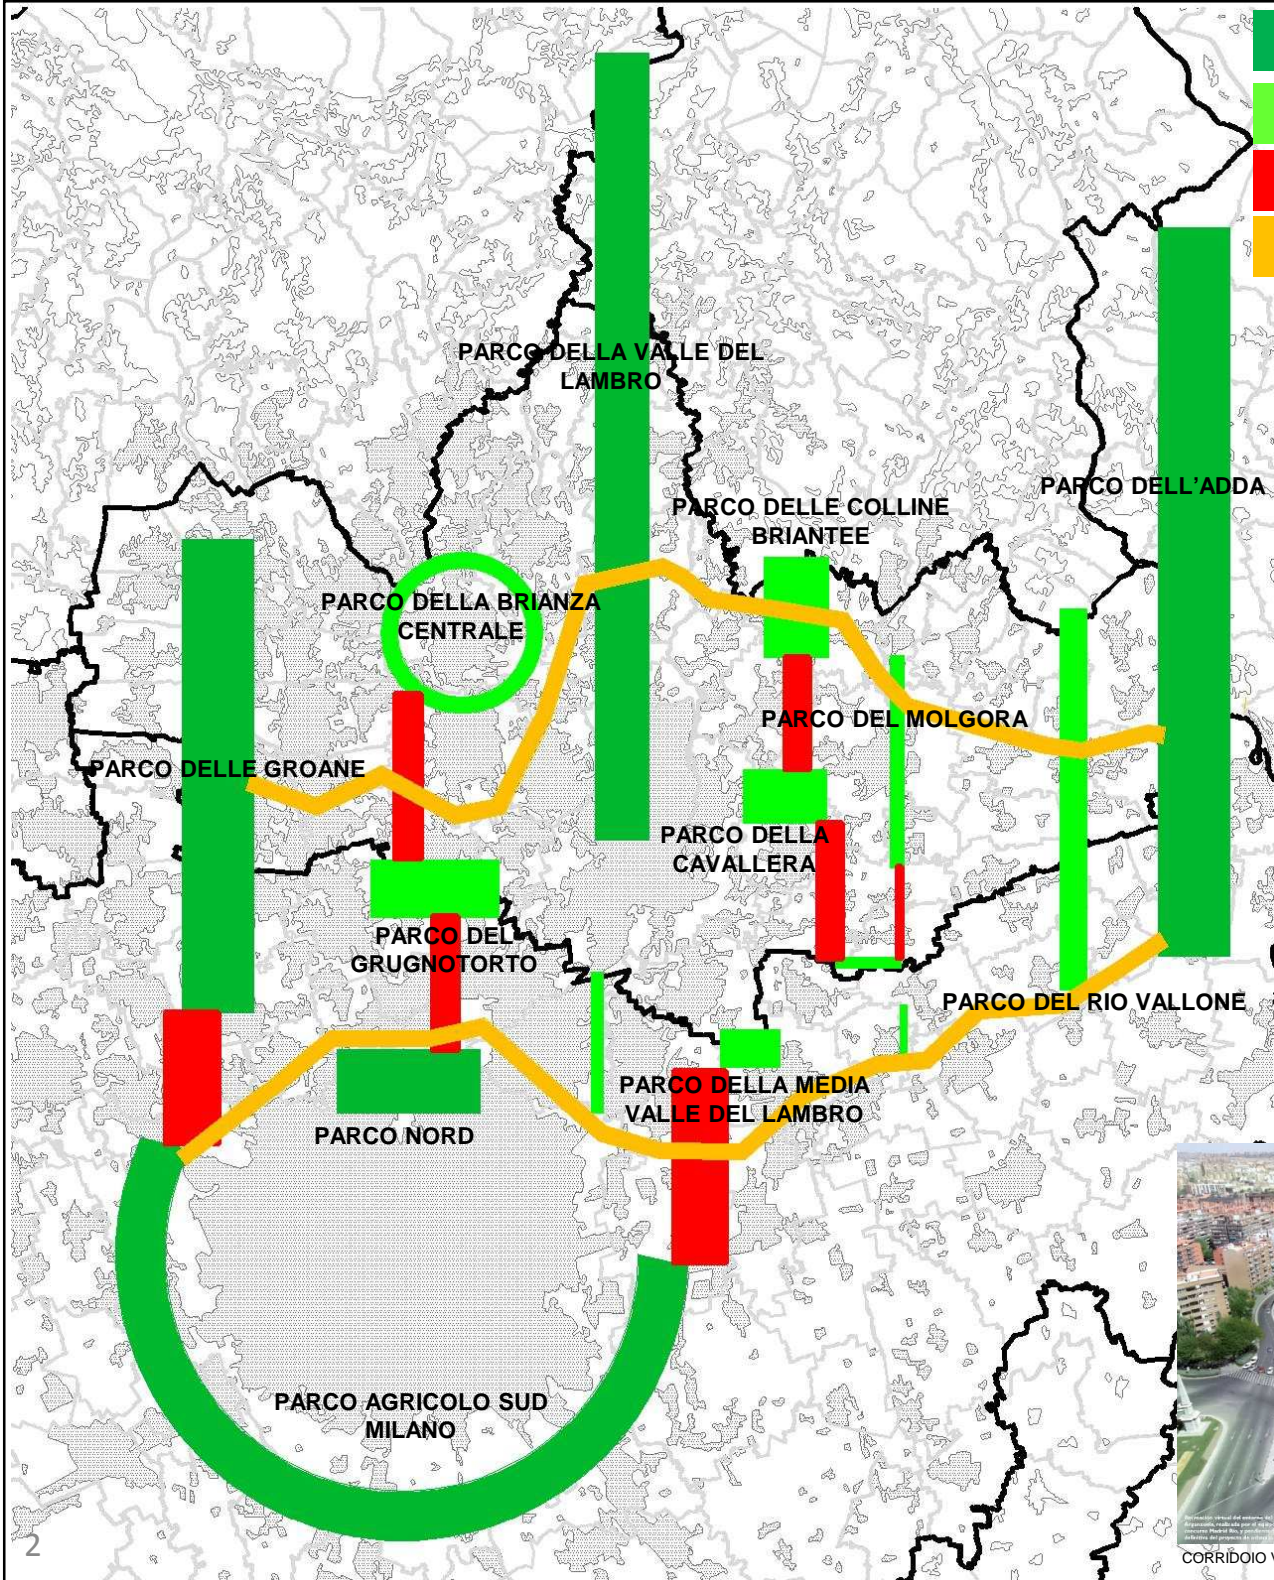 PARCO DELLA VALLE DEL
LAMBRO
PARCO DELL'ADDA
PARCO DELLE COLLINE
BRIANTEE
PARCO DELLA BRIANZA
CENTRALE
PARCO DEL MOLGORA
PARCO DELLE GROANE
PARCO DELLA
CAVALLERA
PARCO DEL
GRUGNOTORTO
PARCO DEL RIO VALLONE
PARCO DELLA MEDIA
VALLE DEL LAMBRO
PARCO NORD
PARCO AGRICOLO SUD
MILANO
2
CORRIDOIO V